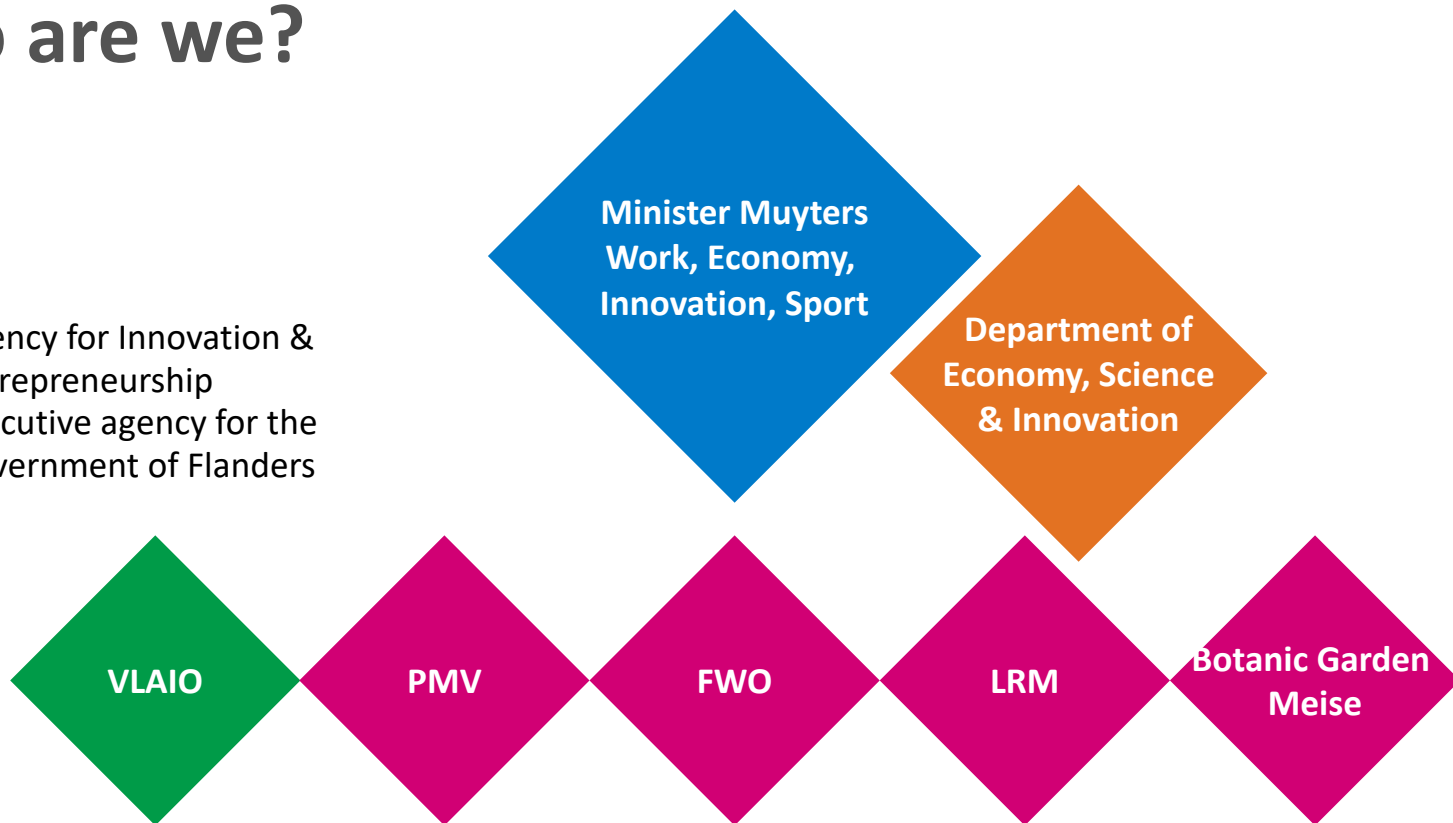 are we?
Minister Muyters
Work, Economy,
Innovation, Sport
Department of
Economy, Science
& Innovation
ency for Innovation &
repreneurship
cutive agency for the
vernment of Flanders
VLAIO
PMV
FWO
LRM
Botanic Garden
Meise